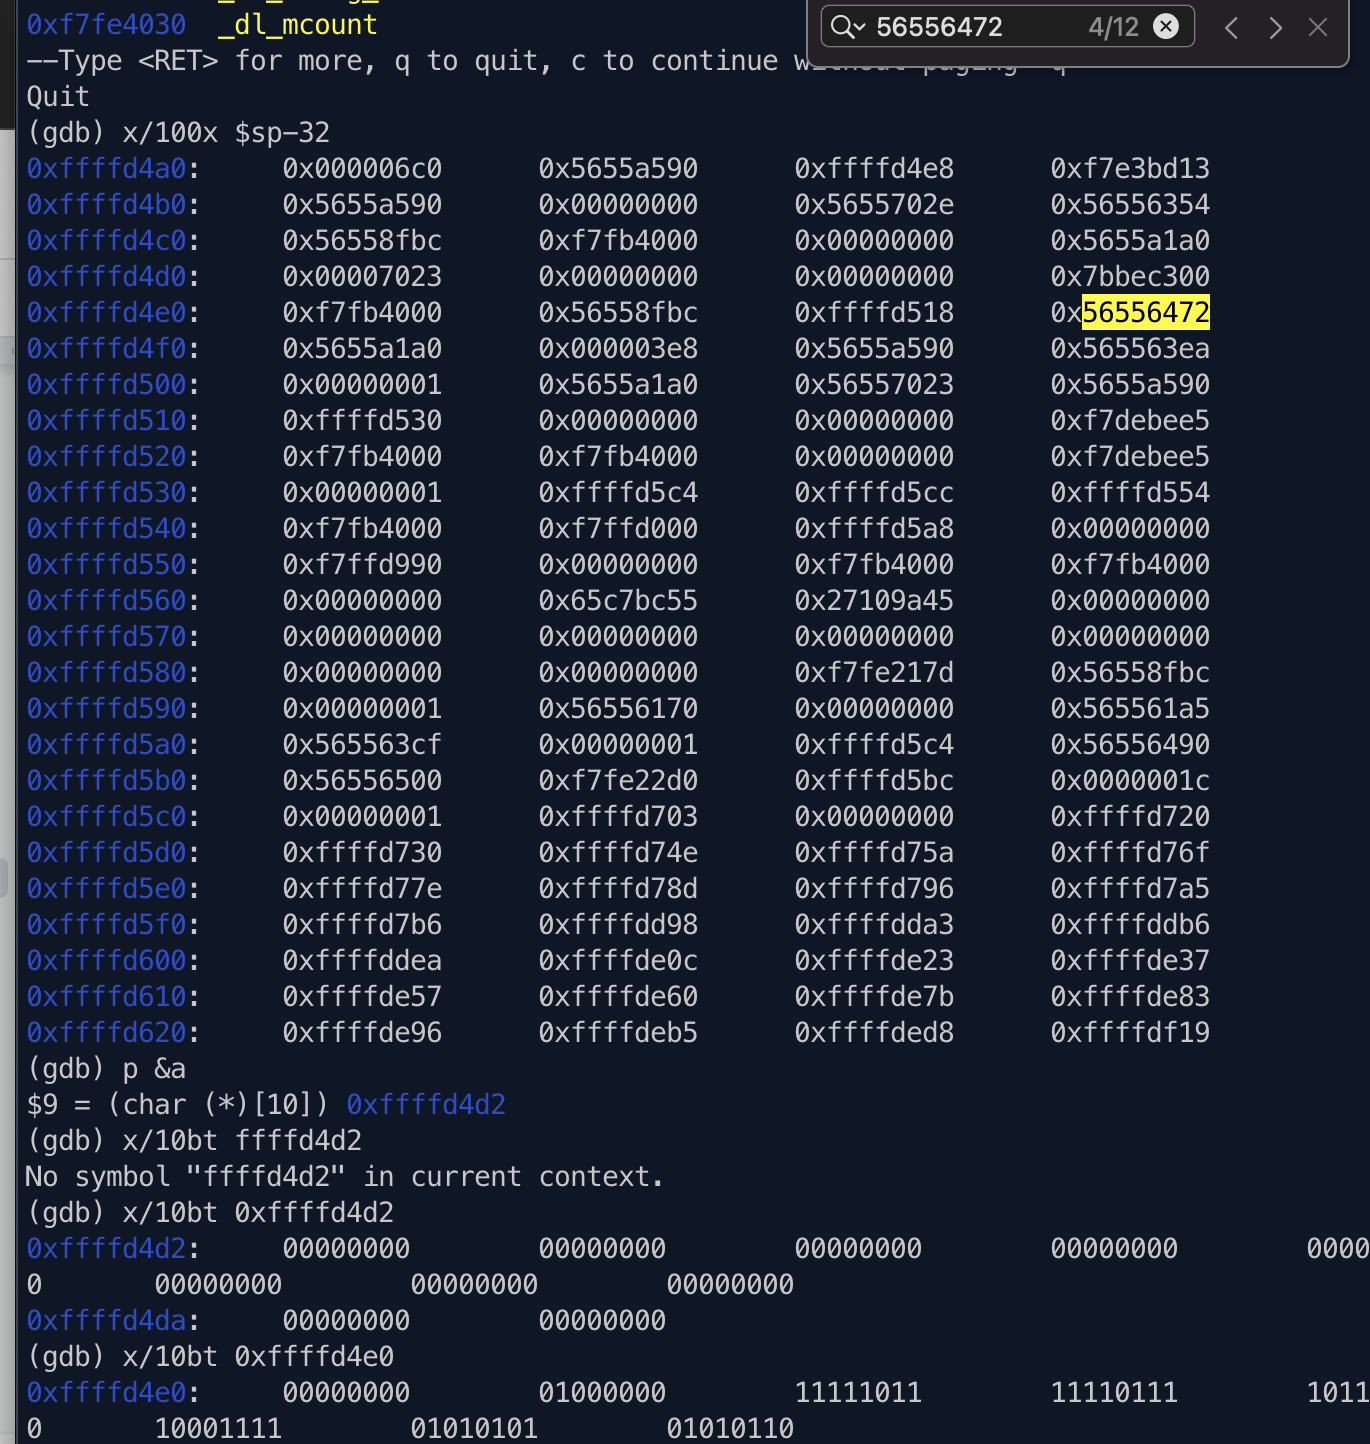 0xf7fe4030 _dl_mcount
56556472 4/12
--Type <RET> for more, q to quit, c to continue without paging--q
Quit
(gdb) x/100x $sp-32
0xffffd4a0: 0x000006c0 0x5655a590 0xffffd4e8 0xf7e3bd13
0xffffd4b0: 0x5655a590 0x00000000 0x5655702e 0x56556354
0xffffd4c0: 0x56558fbc 0xf7fb4000 0x00000000 0x5655a1a0
0xffffd4d0: 0x00007023 0x00000000 0x00000000 0x7bbec300
0xffffd4e0: 0xf7fb4000 0x56558fbc 0xffffd518 0x56556472
0xffffd4f0: 0x5655a1a0 0x000003e8 0x5655a590 0x565563ea
0xffffd500: 0x00000001 0x5655a1a0 0x56557023 0x5655a590
0xffffd510: 0xffffd530 0x00000000 0x00000000 0xf7debee5
0xffffd520: 0xf7fb4000 0xf7fb4000 0x00000000 0xf7debee5
0xffffd530: 0x00000001 0xffffd5c4 0xffffd5cc 0xffffd554
0xffffd540: 0xf7fb4000 0xf7ffd000 0xffffd5a8 0x00000000
0xffffd550: 0xf7ffd990 0x00000000 0xf7fb4000 0xf7fb4000
0xffffd560: 0x00000000 0x65c7bc55 0x27109a45 0x00000000
0xffffd570: 0x00000000 0x00000000 0x00000000 0x00000000
0xffffd580: 0x00000000 0x00000000 0xf7fe217d 0x56558fbc
0xffffd590: 0x00000001 0x56556170 0x00000000 0x565561a5
0xffffd5a0: 0x565563cf 0x00000001 0xffffd5c4 0x56556490
0xffffd5b0: 0x56556500 0xf7fe22d0 0xffffd5bc 0x0000001c
0xffffd5c0: 0x00000001 0xffffd703 0x00000000 0xffffd720
0xffffd5d0: 0xffffd730 0xffffd74e 0xffffd75a 0xffffd76f
0xffffd5e0: 0xffffd77e 0xffffd78d 0xffffd796 0xffffd7a5
0xffffd5f0: 0xffffd7b6 0xffffdd98 0xffffdda3 0xffffddb6
0xffffd600: 0xffffddea 0xffffde0c 0xffffde23 0xffffde37
0xffffd610: 0xffffde57 0xffffde60 0xffffde7b 0xffffde83
0xffffd620: 0xffffde96 0xffffdeb5 0xffffded8 0xffffdf19
(gdb) p &a
$9 = (char (*)[10]) 0xffffd4d2
(gdb) x/10bt ffffd4d2
No symbol "ffffd4d2" in current context.
(gdb) x/10bt 0xffffd4d2
0xffffd4d2: 00000000 00000000 00000000 00000000 0000
0 00000000 00000000 00000000
0xffffd4da: 00000000 00000000
(gdb) x/10bt 0xffffd4e0
0xffffd4e0: 00000000 01000000 11111011 11110111 1011
0 10001111 01010101 01010110